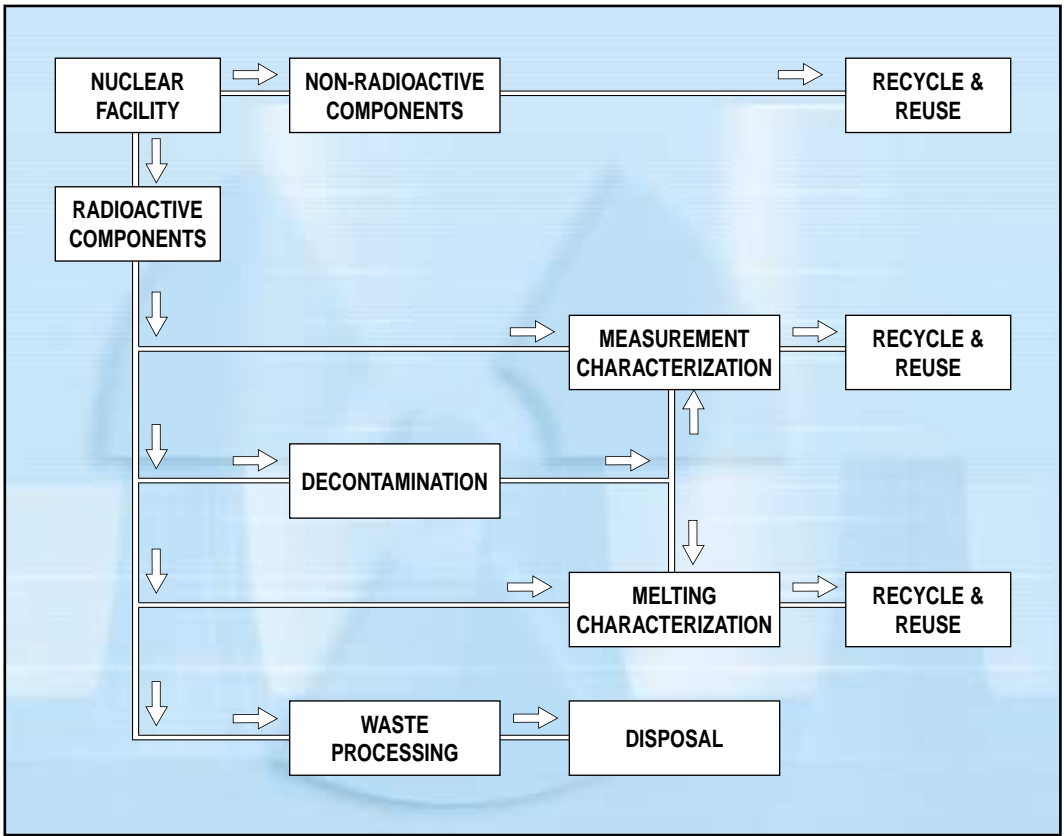 NUCLEAR
FACILITY
NON-RADIOACTIVE
COMPONENTS
RECYCLE &
REUSE
RADIOACTIVE
COMPONENTS
MEASUREMENT
CHARACTERIZATION
RECYCLE &
REUSE
DECONTAMINATION
MELTING
CHARACTERIZATION
RECYCLE &
REUSE
WASTE
PROCESSING
DISPOSAL